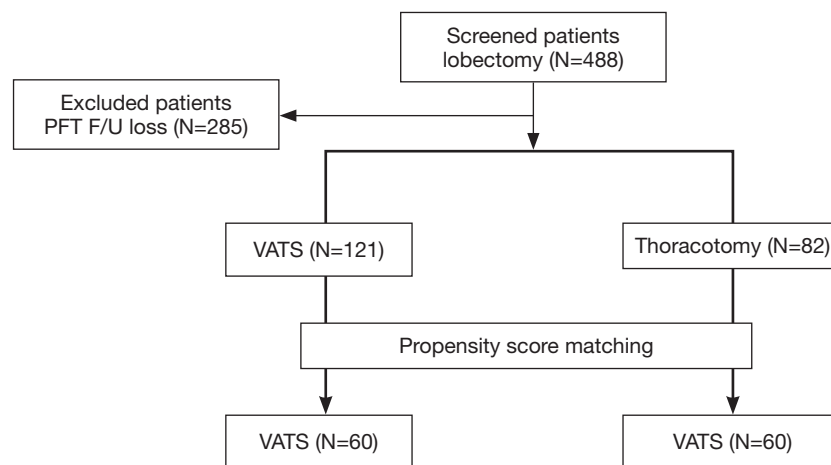 Screened patients
lobectomy (N=488)
Excluded patients
PFT F/U loss (N=285)
VATS (N=121)
Thoracotomy (N=82)
Propensity score matching
VATS (N=60)
VATS (N=60)